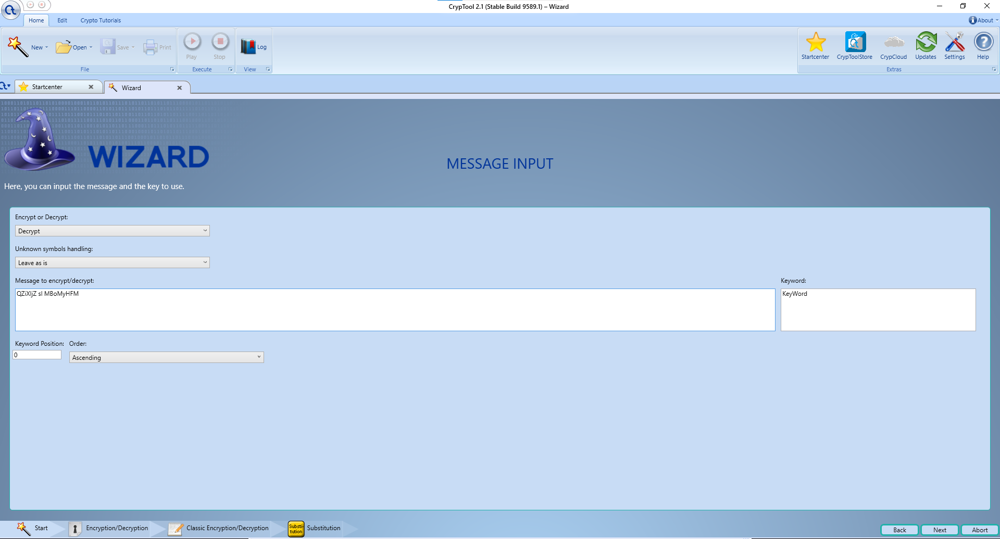 CrypTool 2.1 (Stable Build 9589.1) – Wizard
Home Edit Crypto Tutorials About
New Open Save Print Play Stop Log Startcenter CrypToolStore CrypCloud Updates Settings Help
File Execute View Extras
Startcenter Wizard
WIZARD
MESSAGE INPUT
Here, you can input the message and the key to use.
Encrypt or Decrypt:
Decrypt
Unknown symbols handling:
Leave as is
Message to encrypt/decrypt: Keyword:
KeyWord
Keyword Position: Order:
0 Ascending
Start Encryption/Decryption Classic Encryption/Decryption Substi-tution Substitution
Back Next Abort